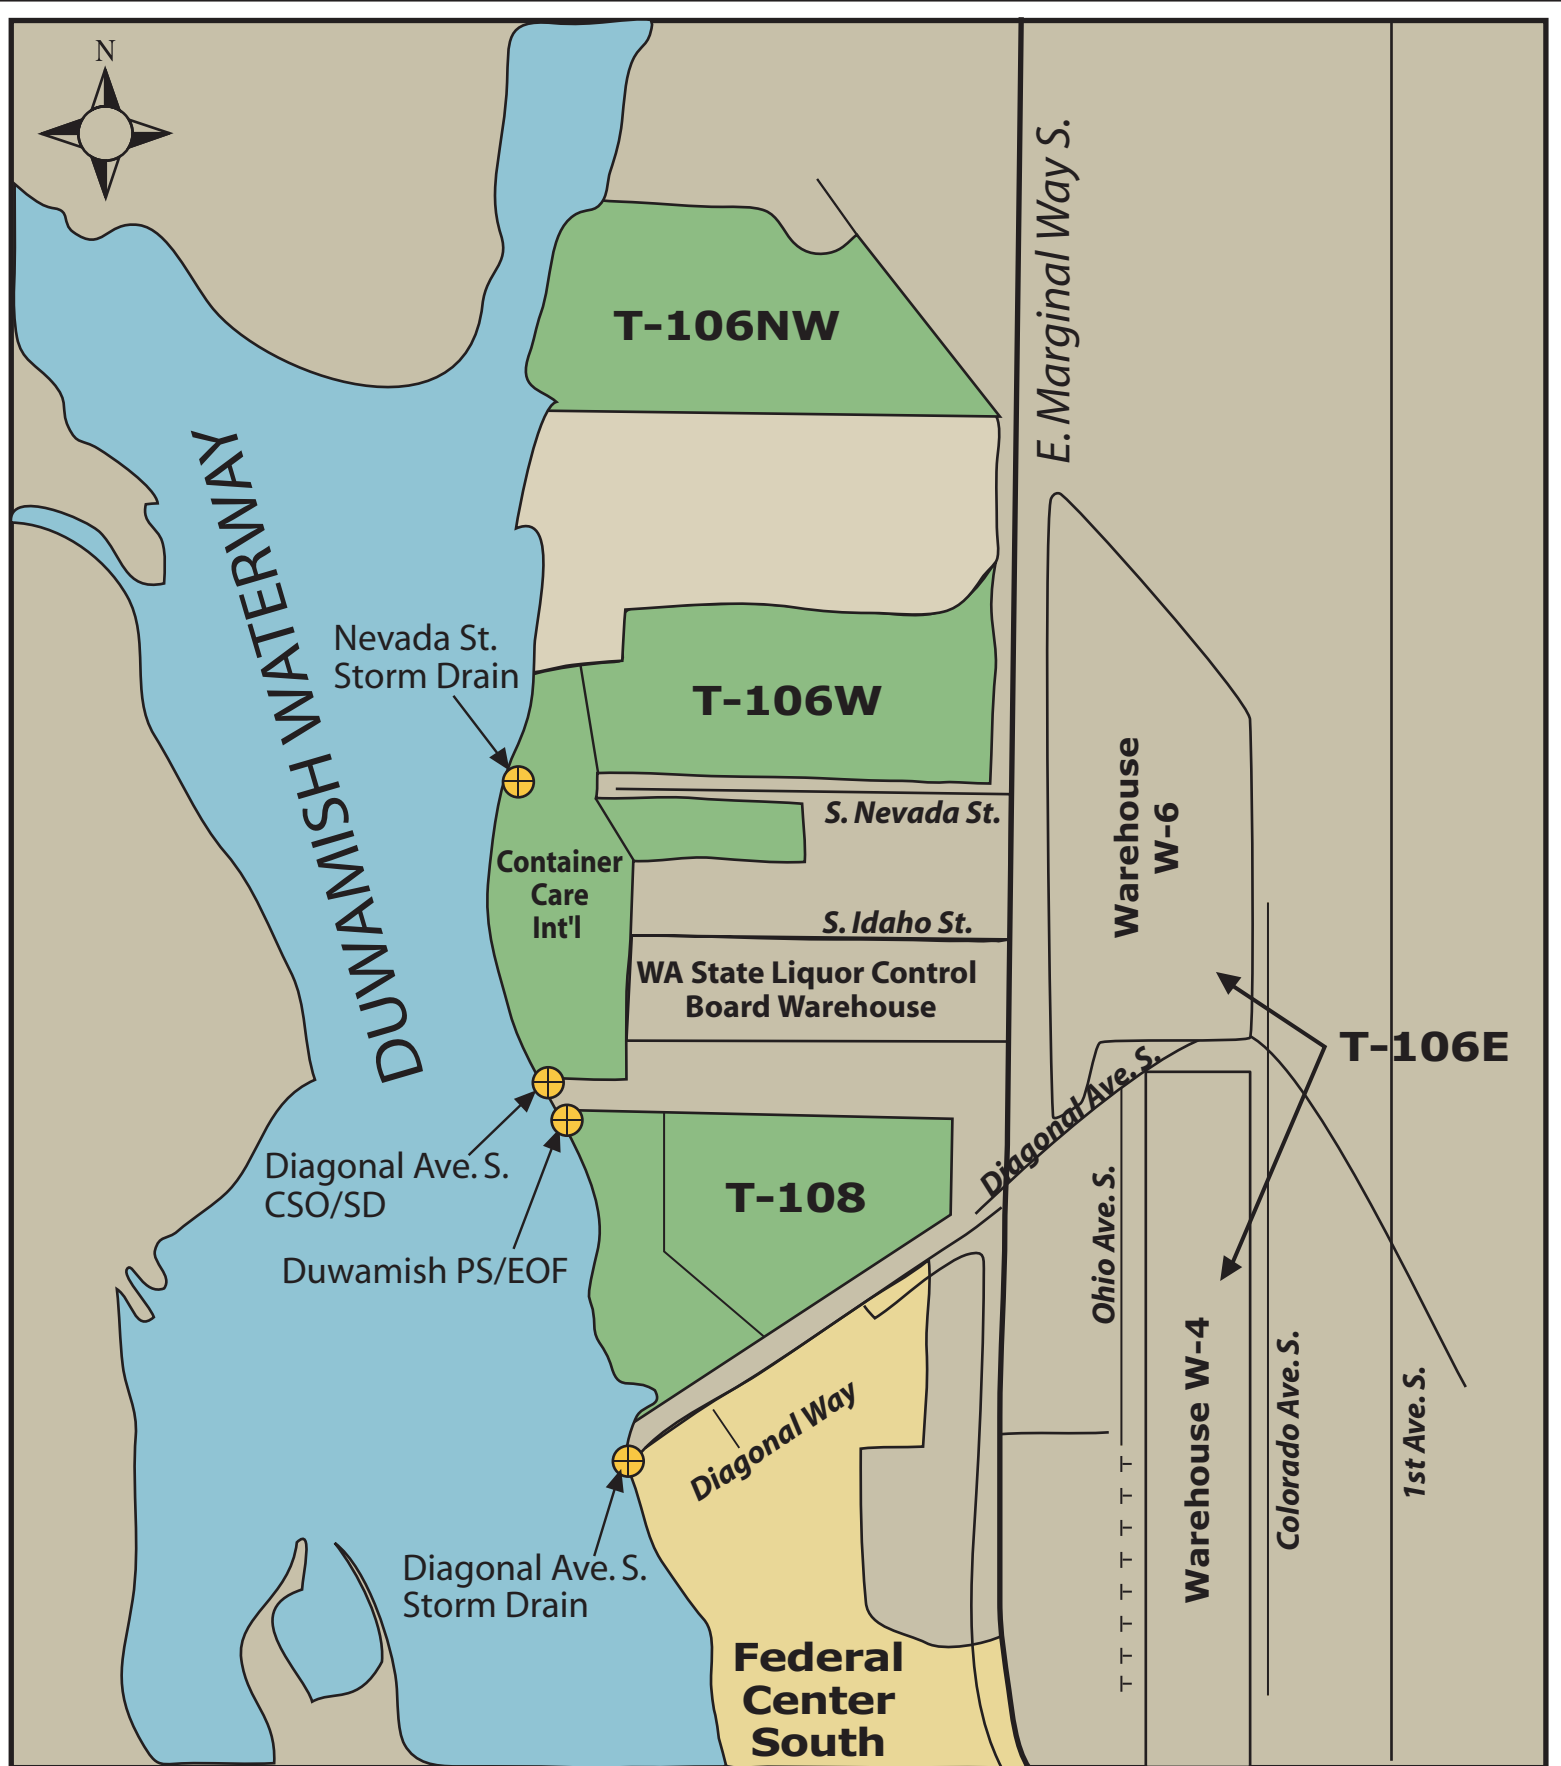 N
E. Marginal Way S.
T-106NW
DUWAMISH WATERWAY
Nevada St.
Storm Drain
T-106W
S. Nevada St.
Warehouse
W-6
Container
Care
Int'l
S. Idaho St.
WA State Liquor Control
Board Warehouse
T-106E
Diagonal Ave. S.
Diagonal Ave. S.
CSO/SD
T-108
Ohio Ave. S.
Duwamish PS/EOF
Warehouse W-4
Colorado Ave. S.
1st Ave. S.
Diagonal Way
Diagonal Ave. S.
Storm Drain
Federal
Center
South